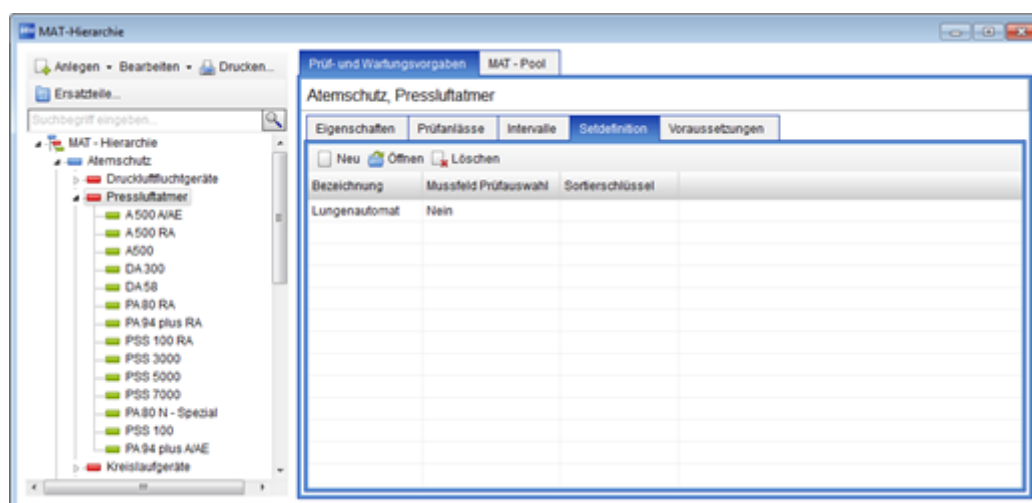 MAT-Hierarchie
Anlegen Bearbeiten Drucken...
Ersatzteile...
Suchbegriff eingeben...
MAT - Hierarchie
Atemschutz
Druckluftfluchtgeräte
Pressluftatmer
A 500 A/AE
A 500 RA
A500
DA 300
DA 58
PA 80 RA
PA 94 plus RA
PSS 100 RA
PSS 3000
PSS 5000
PSS 7000
PA 80 N - Spezial
PSS 100
PA 94 plus A/AE
Kreislaufgeräte
Prüf- und Wartungsvorgaben MAT - Pool
Atemschutz, Pressluftatmer
Eigenschaften Prüfanlässe Intervalle Setdefinition Voraussetzungen
Neu Öffnen Löschen
Bezeichnung Mussfeld Prüfauswahl Sortierschlüssel
Lungenautomat Nein